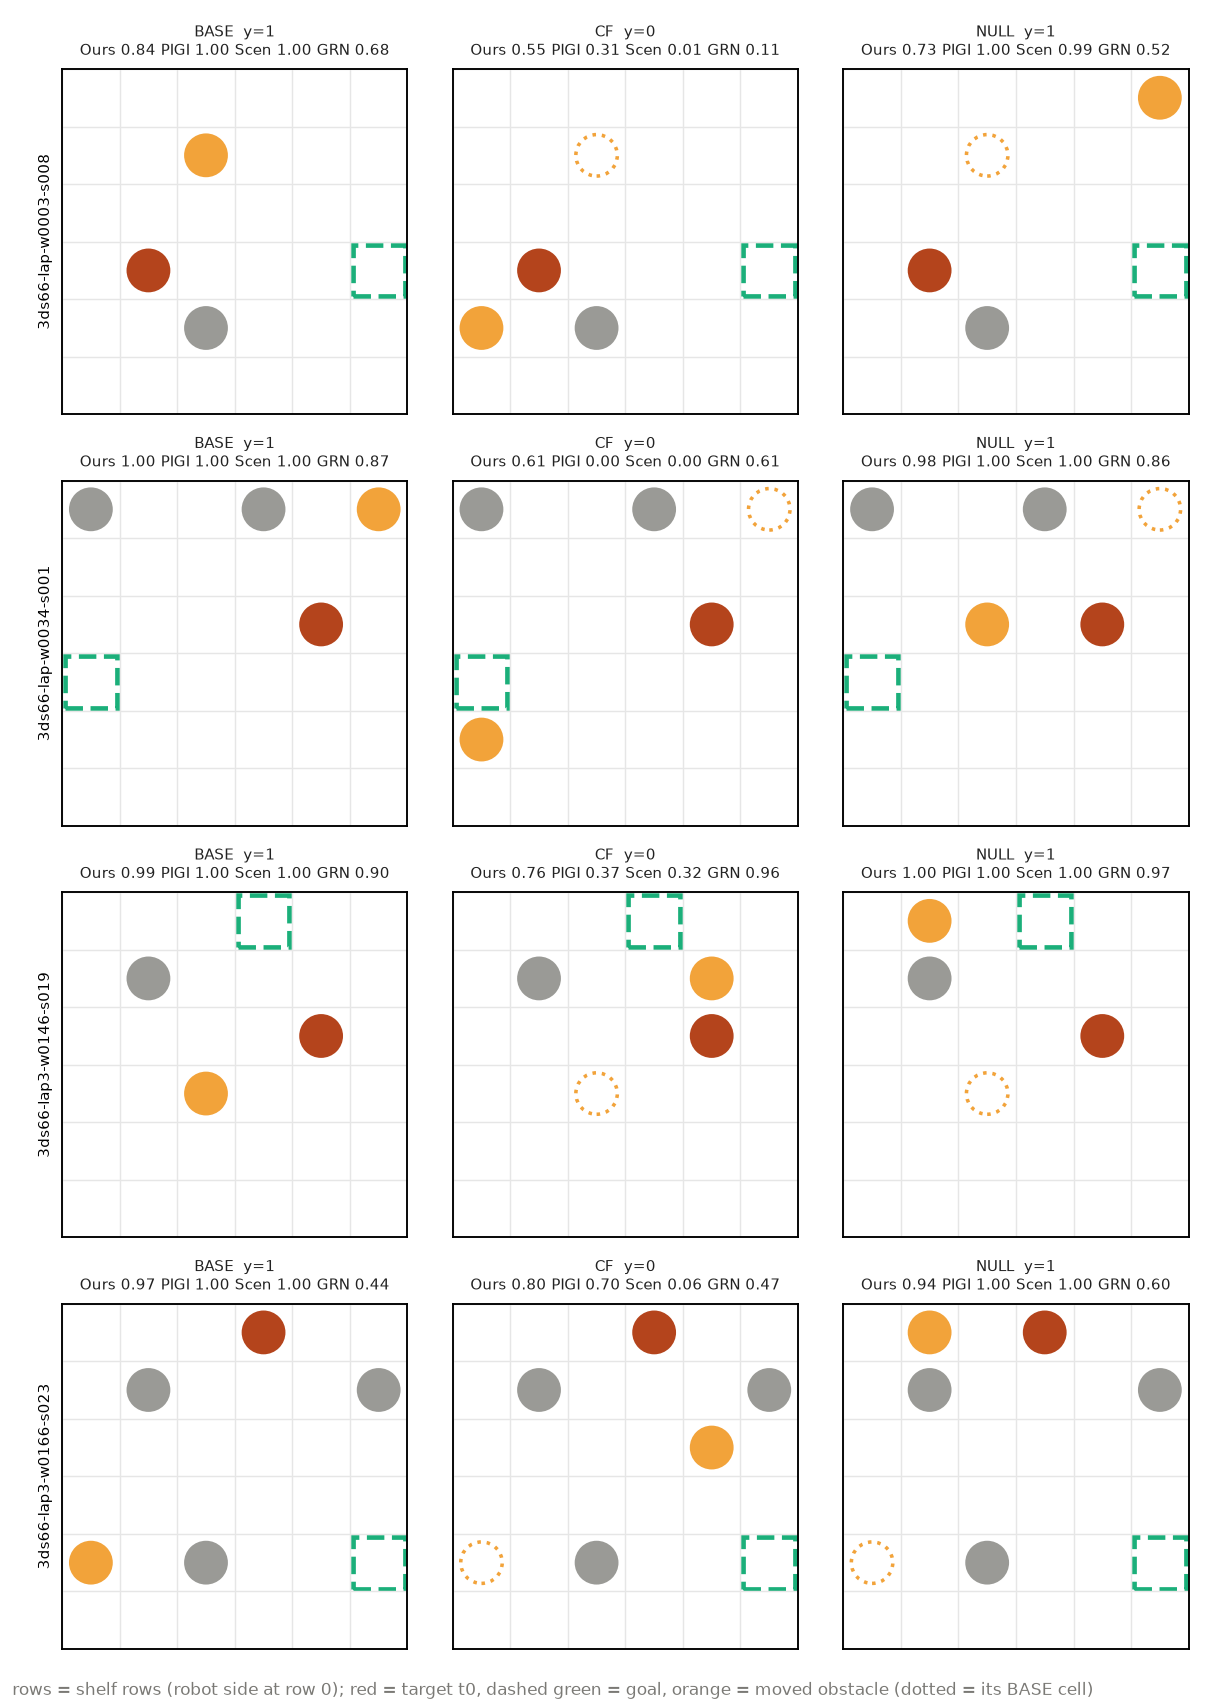 BASE  y=1
Ours 0.84 PIGI 1.00 Scen 1.00 GRN 0.68
CF  y=0
Ours 0.55 PIGI 0.31 Scen 0.01 GRN 0.11
NULL  y=1
Ours 0.73 PIGI 1.00 Scen 0.99 GRN 0.52
3ds66-lap-w0003-s008
BASE  y=1
Ours 1.00 PIGI 1.00 Scen 1.00 GRN 0.87
CF  y=0
Ours 0.61 PIGI 0.00 Scen 0.00 GRN 0.61
NULL  y=1
Ours 0.98 PIGI 1.00 Scen 1.00 GRN 0.86
3ds66-lap-w0034-s001
BASE  y=1
Ours 0.99 PIGI 1.00 Scen 1.00 GRN 0.90
CF  y=0
Ours 0.76 PIGI 0.37 Scen 0.32 GRN 0.96
NULL  y=1
Ours 1.00 PIGI 1.00 Scen 1.00 GRN 0.97
3ds66-lap3-w0146-s019
BASE  y=1
Ours 0.97 PIGI 1.00 Scen 1.00 GRN 0.44
CF  y=0
Ours 0.80 PIGI 0.70 Scen 0.06 GRN 0.47
NULL  y=1
Ours 0.94 PIGI 1.00 Scen 1.00 GRN 0.60
3ds66-lap3-w0166-s023
rows = shelf rows (robot side at row 0); red = target t0, dashed green = goal, orange = moved obstacle (dotted = its BASE cell)